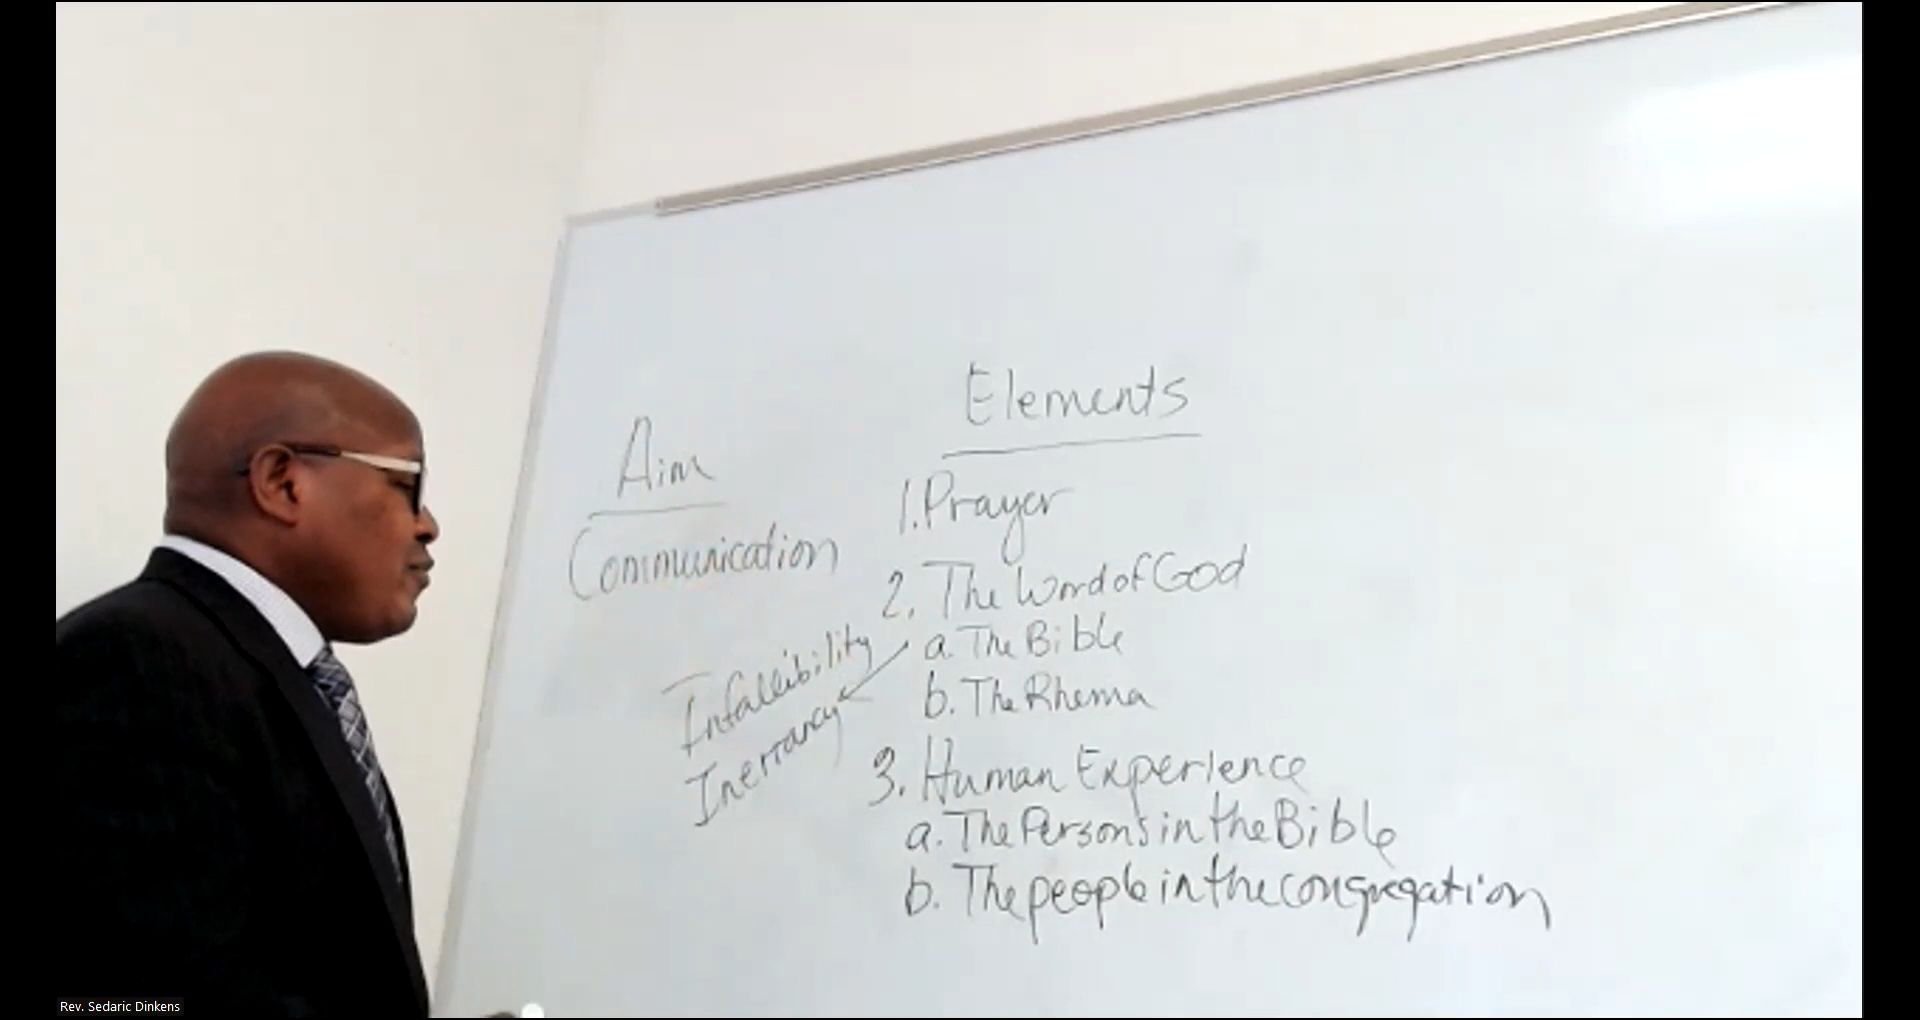 Elements
Aim
Communication
1. Prayer
2. The Word of God
a. The Bible
b. The Rhema
Infallibility
Inerrancy
3. Human Experience
a. The Persons in the Bible
b. The people in the congregation
Rev. Sedaric Dinkens